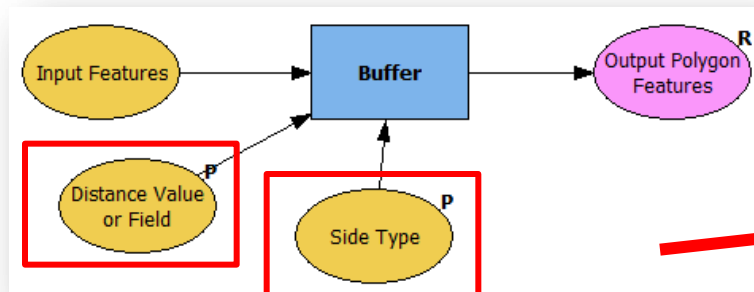 Input Features
Buffer
R
Output Polygon
Features
P
Distance Value
or Field
P
Side Type